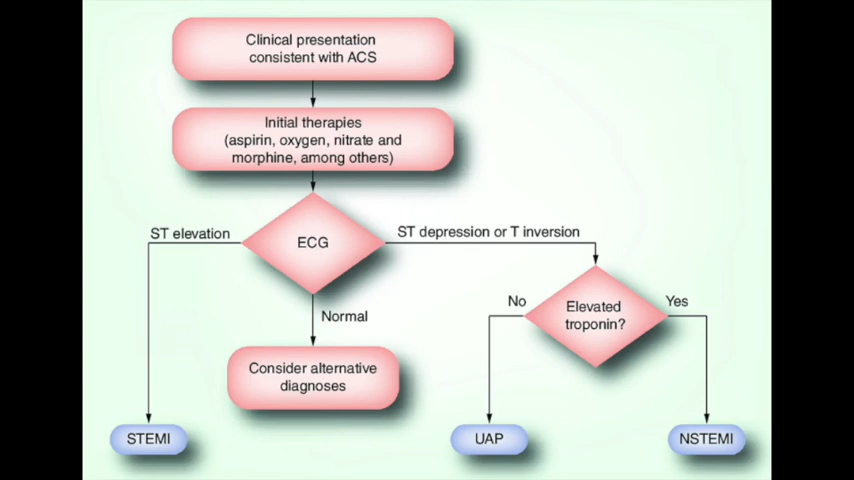 Clinical presentation
consistent with ACS
Initial therapies
(aspirin, oxygen, nitrate and
morphine, among others)
ST elevation
ECG
ST depression or T inversion
Normal
No
Elevated
troponin?
Yes
Consider alternative
diagnoses
STEMI
UAP
NSTEMI